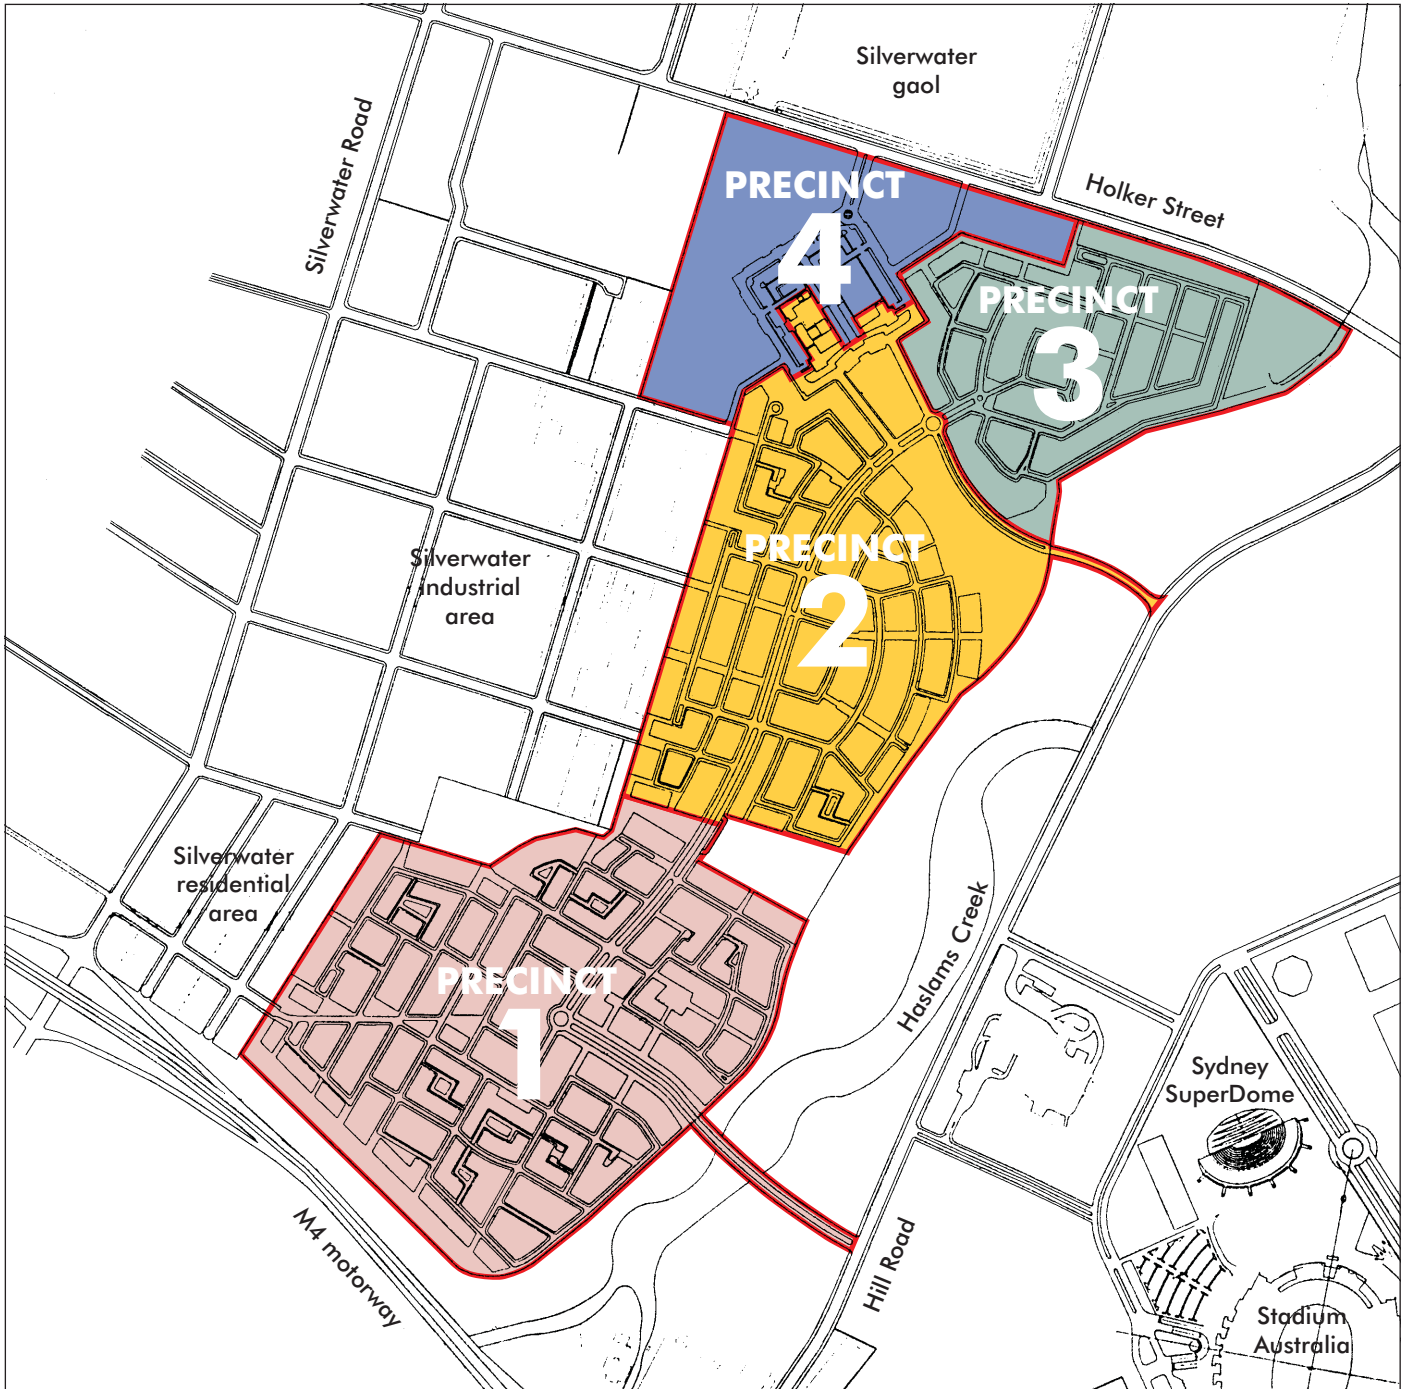 Silverwater
gaol
Silverwater Road
PRECINCT
4
Holker Street
PRECINCT
3
Silverwater
industrial
area
PRECINCT
2
Silverwater
residential
area
PRECINCT
1
Haslams Creek
Sydney
SuperDome
M4 motorway
Hill Road
Stadium
Australia